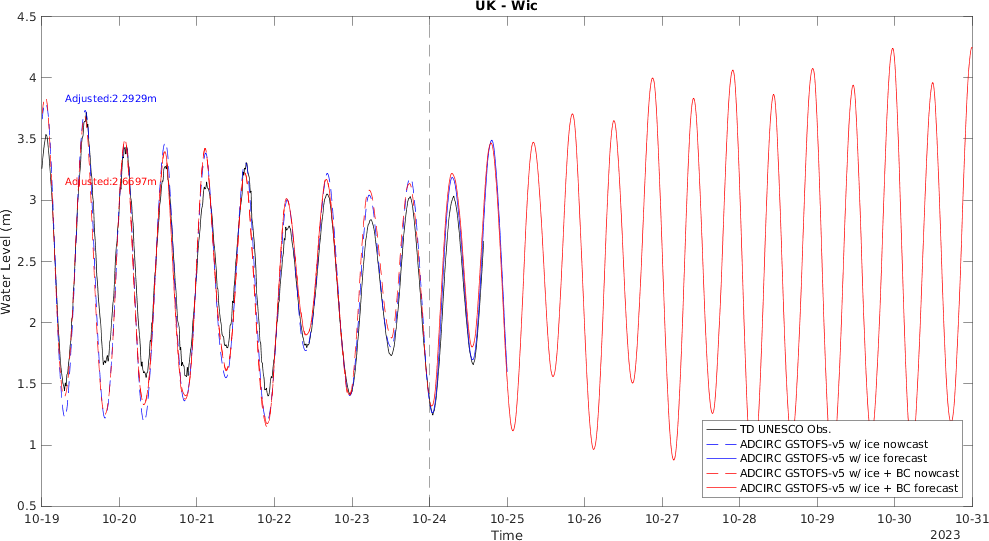 UK - Wic
4.5
4
3.5
3
2.5
2
1.5
1
0.5
Water Level (m)
Adjusted:2.2929m
Adjusted:2.6697m
TD UNESCO Obs.
ADCIRC GSTOFS-v5 w/ ice nowcast
ADCIRC GSTOFS-v5 w/ ice forecast
ADCIRC GSTOFS-v5 w/ ice + BC nowcast
ADCIRC GSTOFS-v5 w/ ice + BC forecast
10-19 10-20 10-21 10-22 10-23 10-24 10-25 10-26 10-27 10-28 10-29 10-30 10-31
Time
2023